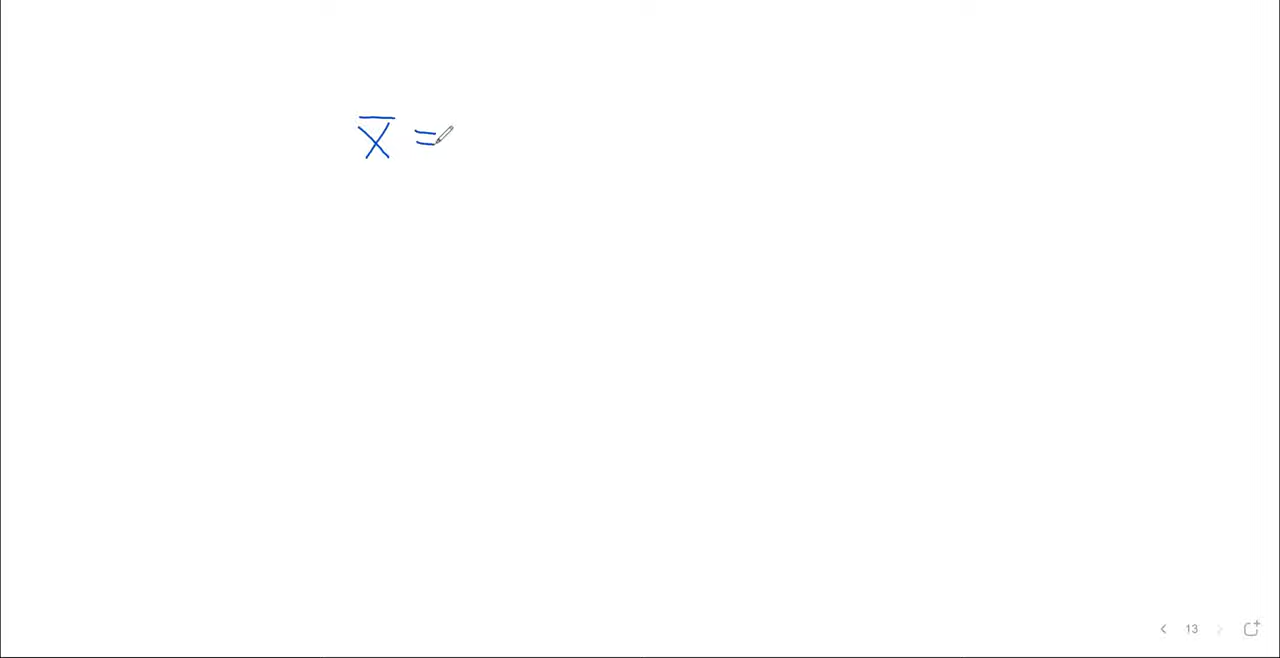 X̅ =
13